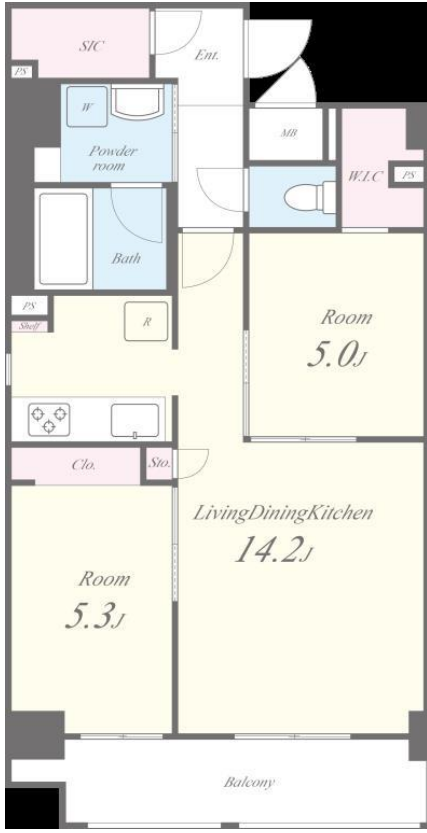 SIC
Ent.
PS
W
Powder
room
MB
W.I.C
PS
Bath
PS
Shelf
R
Room
5.0J
Clo.
Sto.
LivingDiningKitchen
14.2J
Room
5.3J
Balcony